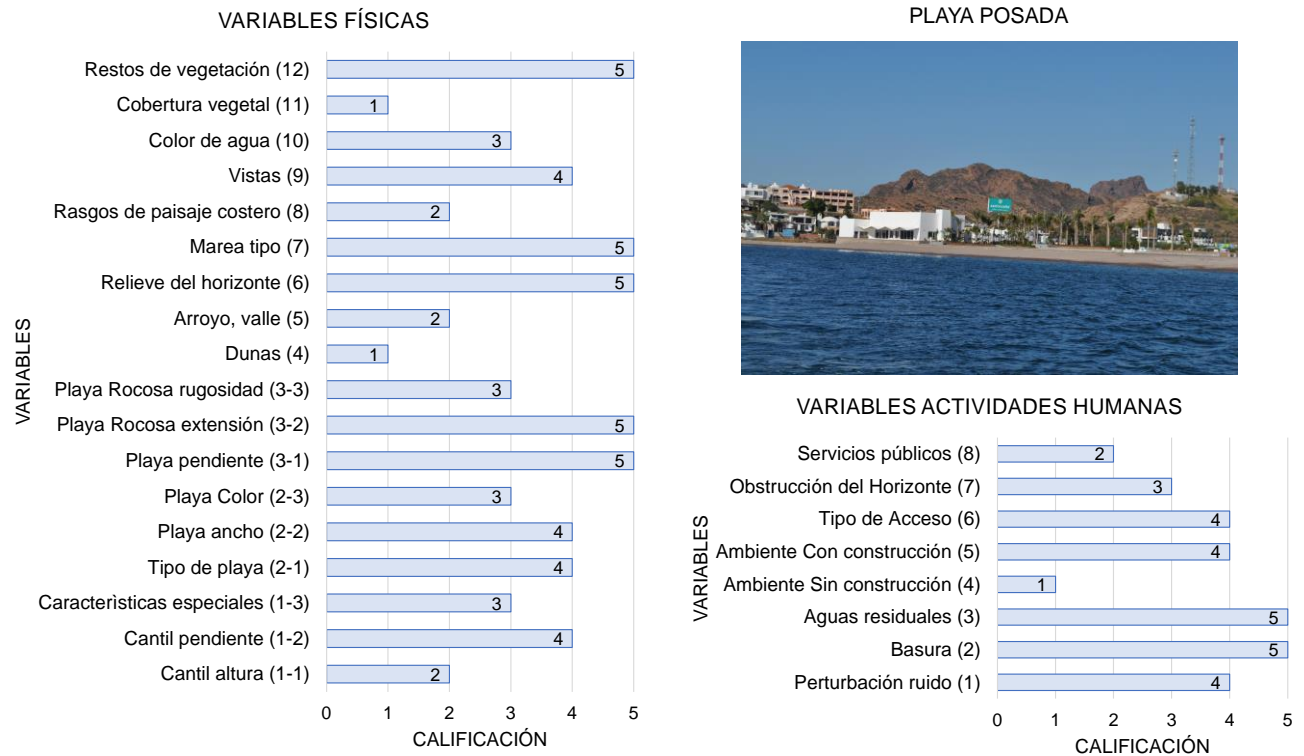 VARIABLES FÍSICAS
VARIABLES
Restos de vegetación (12) 5
Cobertura vegetal (11) 1
Color de agua (10) 3
Vistas (9) 4
Rasgos de paisaje costero (8) 2
Marea tipo (7) 5
Relieve del horizonte (6) 5
Arroyo, valle (5) 2
Dunas (4) 1
Playa Rocosa rugosidad (3-3) 3
Playa Rocosa extensión (3-2) 5
Playa pendiente (3-1) 5
Playa Color (2-3) 3
Playa ancho (2-2) 4
Tipo de playa (2-1) 4
Caracterìsticas especiales (1-3) 3
Cantil pendiente (1-2) 4
Cantil altura (1-1) 2
0 1 2 3 4 5
CALIFICACIÓN
PLAYA POSADA
VARIABLES ACTIVIDADES HUMANAS
VARIABLES
Servicios públicos (8) 2
Obstrucción del Horizonte (7) 3
Tipo de Acceso (6) 4
Ambiente Con construcción (5) 4
Ambiente Sin construcción (4) 1
Aguas residuales (3) 5
Basura (2) 5
Perturbación ruido (1) 4
0 1 2 3 4 5
CALIFICACIÓN